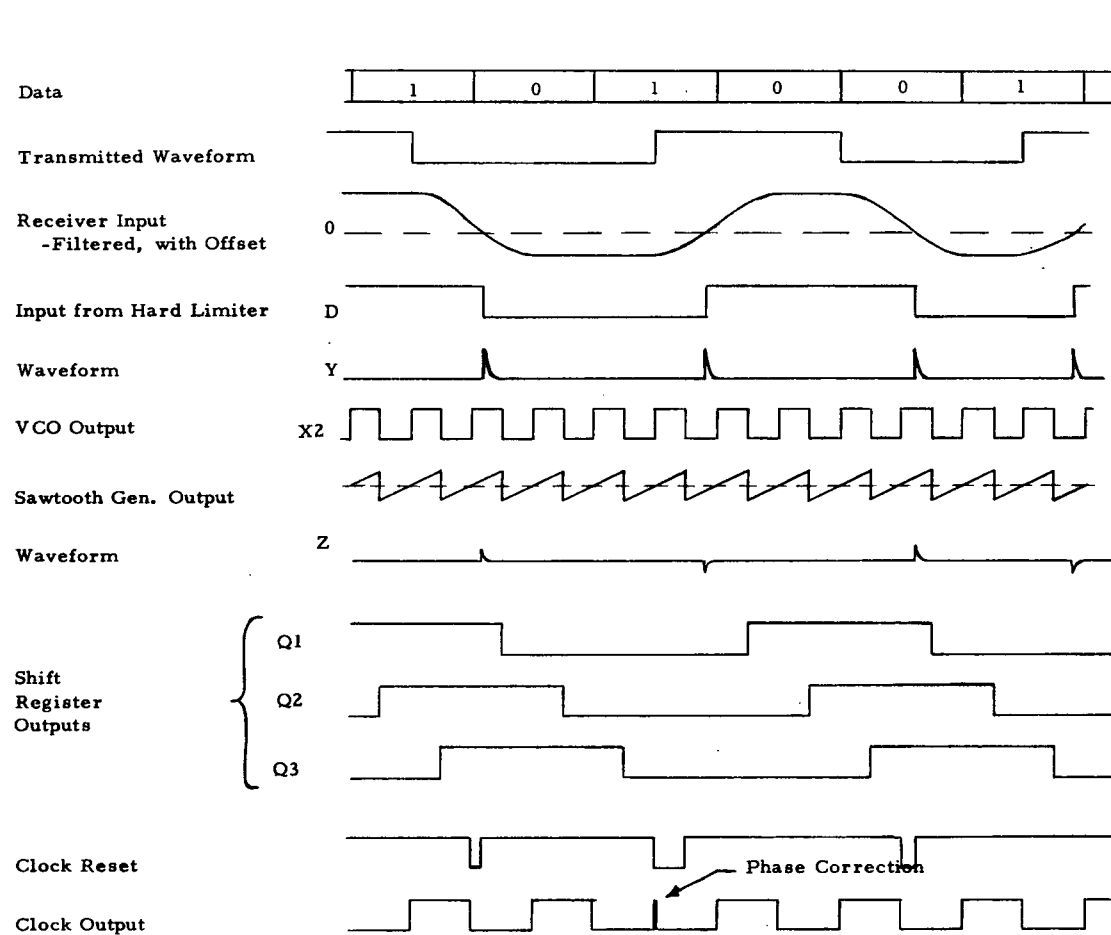 Data 1 0 1 0 0 1
Transmitted Waveform
Receiver Input
-Filtered, with Offset 0
Input from Hard Limiter D
Waveform Y
VCO Output X2
Sawtooth Gen. Output
Waveform Z
Shift
Register
Outputs
Q1
Q2
Q3
Clock Reset
Phase Correction
Clock Output